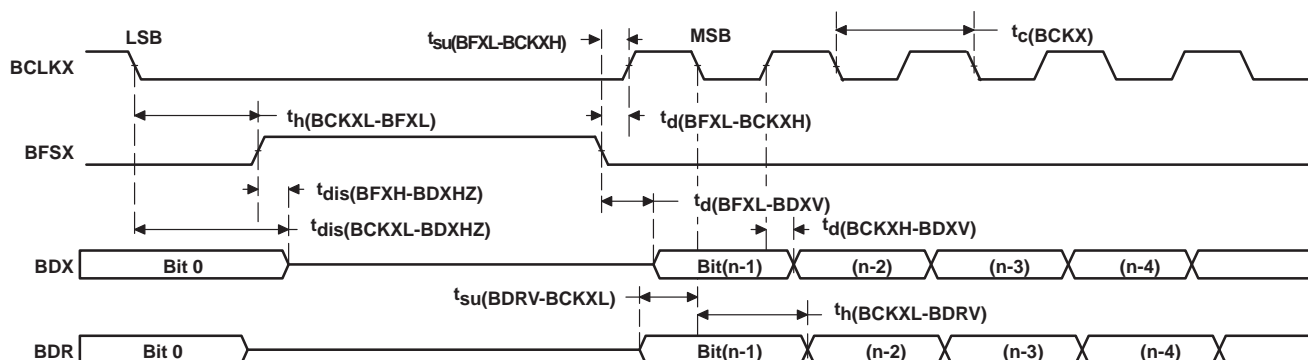 LSB
tsu(BFXL-BCKXH)
MSB
tc(BCKX)
BCLKX
th(BCKXL-BFXL)
td(BFXL-BCKXH)
BFSX
tdis(BFXH-BDXHZ)
td(BFXL-BDXV)
tdis(BCKXL-BDXHZ)
td(BCKXH-BDXV)
BDX Bit 0 Bit(n-1) (n-2) (n-3) (n-4)
tsu(BDRV-BCKXL)
th(BCKXL-BDRV)
BDR Bit 0 Bit(n-1) (n-2) (n-3) (n-4)